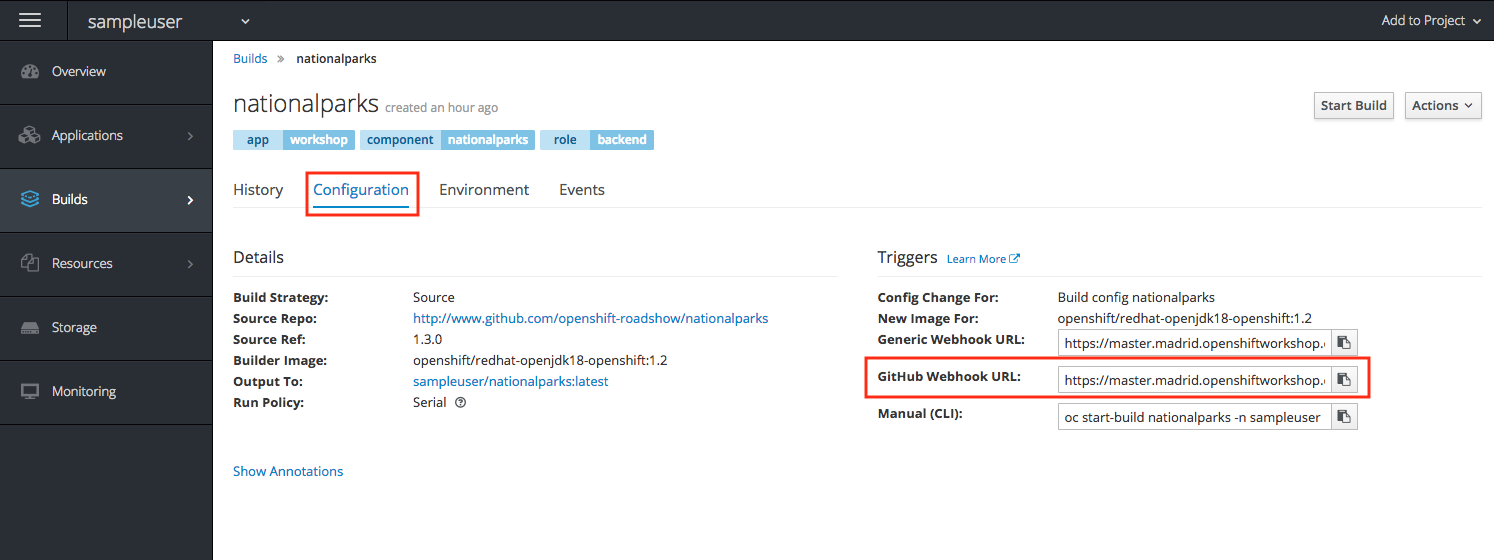 sampleuser
Add to Project
Overview
Applications
Builds
Resources
Storage
Monitoring
Builds » nationalparks
nationalparks created an hour ago
Start Build
Actions
app workshop component nationalparks role backend
History Configuration Environment Events
Details
Build Strategy: Source
Source Repo: http://www.github.com/openshift-roadshow/nationalparks
Source Ref: 1.3.0
Builder Image: openshift/redhat-openjdk18-openshift:1.2
Output To: sampleuser/nationalparks:latest
Run Policy: Serial
Show Annotations
Triggers Learn More
Config Change For: Build config nationalparks
New Image For: openshift/redhat-openjdk18-openshift:1.2
Generic Webhook URL: https://master.madrid.openshiftworkshop.
GitHub Webhook URL: https://master.madrid.openshiftworkshop.
Manual (CLI): oc start-build nationalparks -n sampleuser